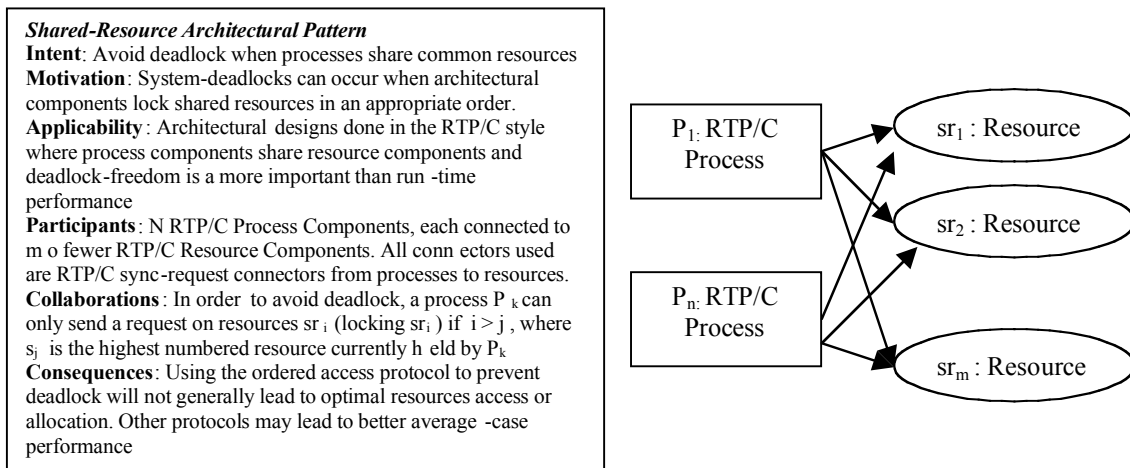 Shared-Resource Architectural Pattern
Intent: Avoid deadlock when processes share common resources
Motivation: System-deadlocks can occur when architectural
components lock shared resources in an appropriate order.
Applicability: Architectural designs done in the RTP/C style
where process components share resource components and
deadlock-freedom is a more important than run -time
performance
Participants: N RTP/C Process Components, each connected to
m o fewer RTP/C Resource Components. All conn ectors used
are RTP/C sync-request connectors from processes to resources.
Collaborations: In order to avoid deadlock, a process P k can
only send a request on resources sr i (locking sri ) if i > j , where
sj is the highest numbered resource currently h eld by Pk
Consequences: Using the ordered access protocol to prevent
deadlock will not generally lead to optimal resources access or
allocation. Other protocols may lead to better average -case
performance
P1: RTP/C
Process
Pn: RTP/C
Process
sr1 : Resource
sr2 : Resource
srm : Resource